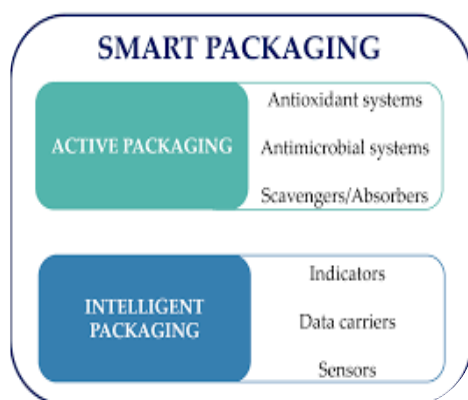 SMART PACKAGING
ACTIVE PACKAGING
Antioxidant systems
Antimicrobial systems
Scavengers/Absorbers
INTELLIGENT
PACKAGING
Indicators
Data carriers
Sensors